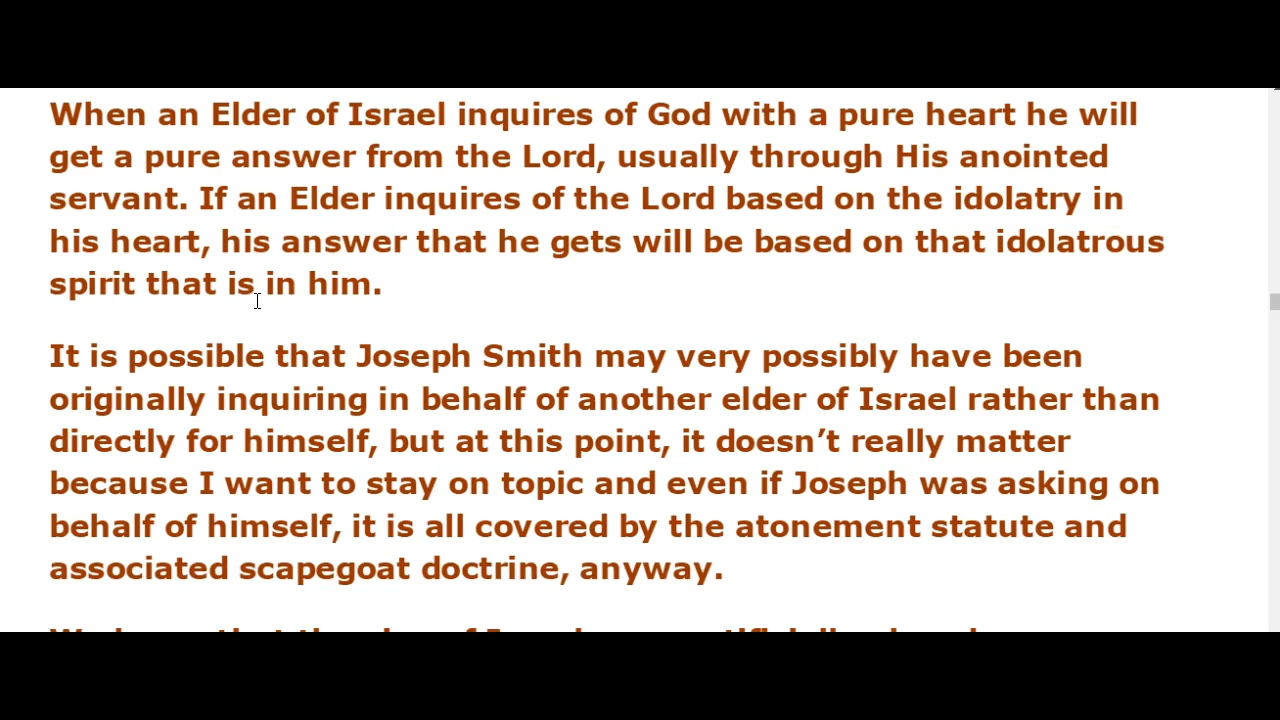 When an Elder of Israel inquires of God with a pure heart he will
get a pure answer from the Lord, usually through His anointed
servant. If an Elder inquires of the Lord based on the idolatry in
his heart, his answer that he gets will be based on that idolatrous
spirit that is in him.
It is possible that Joseph Smith may very possibly have been
originally inquiring in behalf of another elder of Israel rather than
directly for himself, but at this point, it doesn’t really matter
because I want to stay on topic and even if Joseph was asking on
behalf of himself, it is all covered by the atonement statute and
associated scapegoat doctrine, anyway.